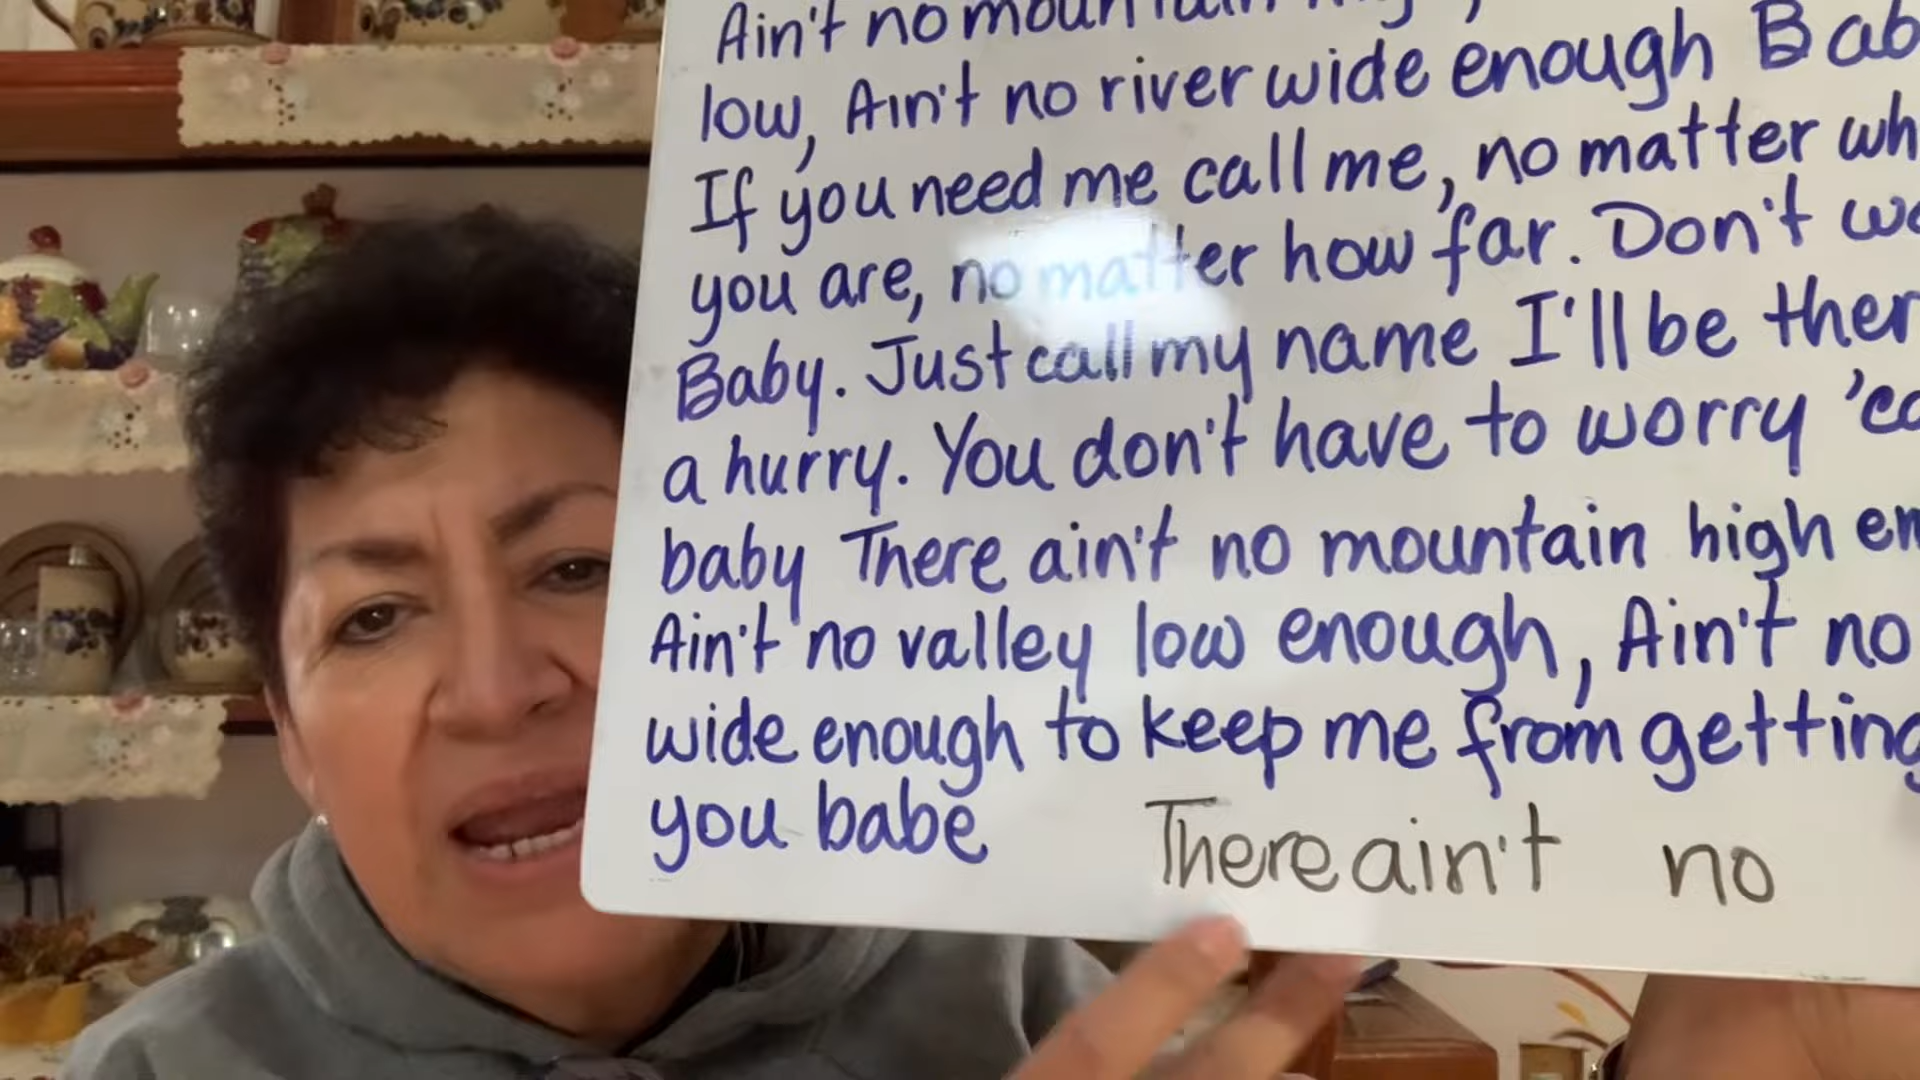 Ain't no mountain
low, Ain't no river wide enough Bab
If you need me call me, no matter wh
you are, no matter how far. Don't wo
Baby. Just call my name I'll be ther
a hurry. You don't have to worry 'ca
baby There ain't no mountain high en
Ain't no valley low enough, Ain't no
wide enough to keep me from getting
you babe There ain't no